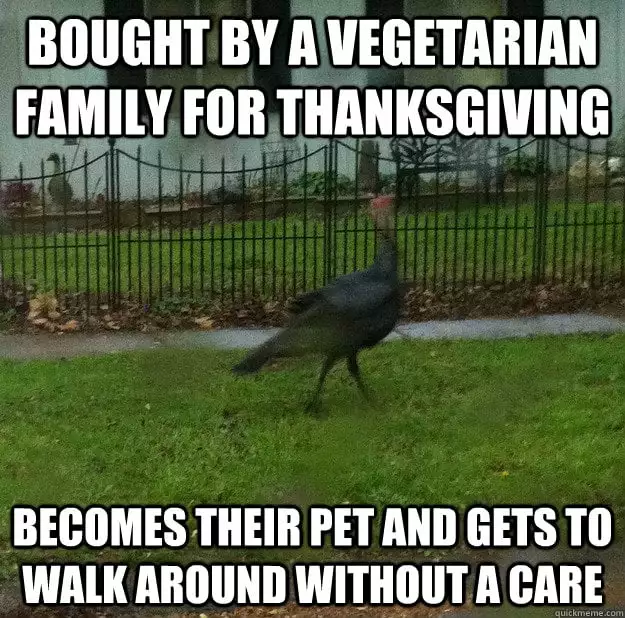 BOUGHT BY A VEGETARIAN
FAMILY FOR THANKSGIVING
BECOMES THEIR PET AND GETS TO
WALK AROUND WITHOUT A CARE
quickmeme.com